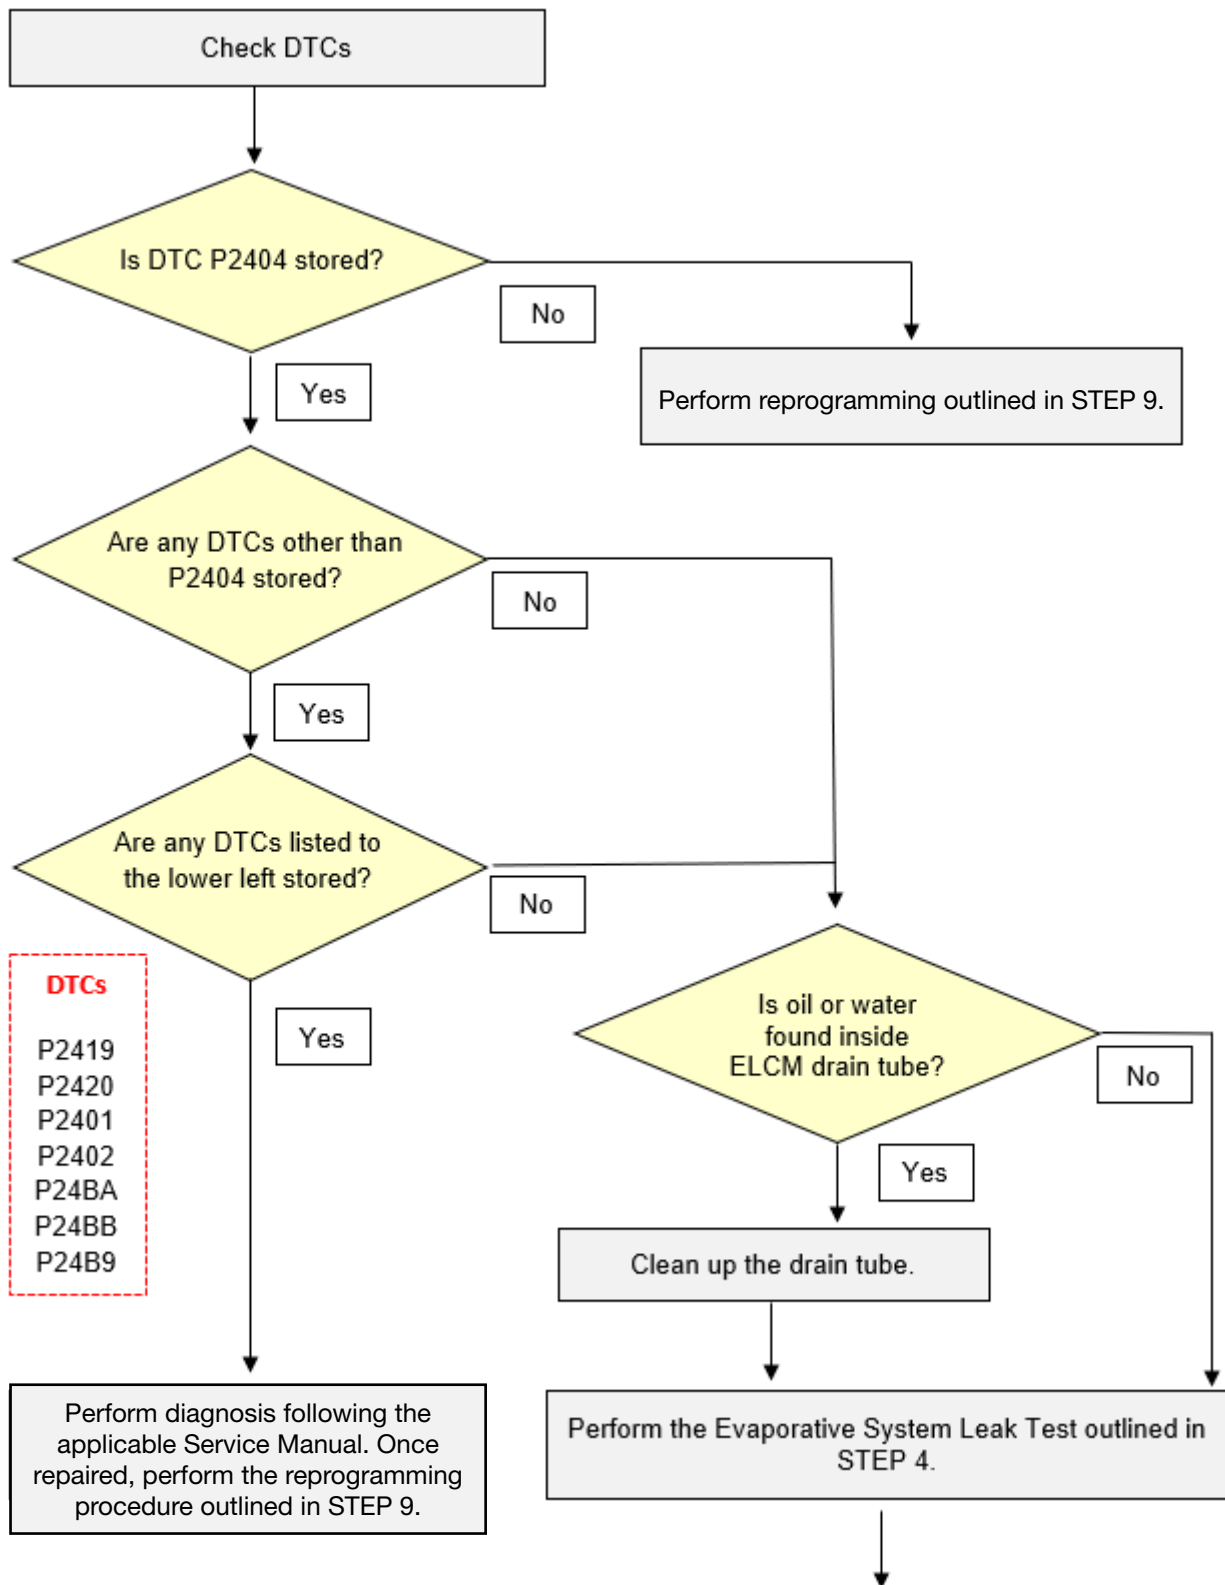 Check DTCs
Is DTC P2404 stored?
No
Yes
Perform reprogramming outlined in STEP 9.
Are any DTCs other than
P2404 stored?
No
Yes
Are any DTCs listed to
the lower left stored?
No
DTCs
P2419
P2420
P2401
P2402
P24BA
P24BB
P24B9
Yes
Is oil or water
found inside
ELCM drain tube?
No
Yes
Clean up the drain tube.
Perform diagnosis following the
applicable Service Manual. Once
repaired, perform the reprogramming
procedure outlined in STEP 9.
Perform the Evaporative System Leak Test outlined in
STEP 4.